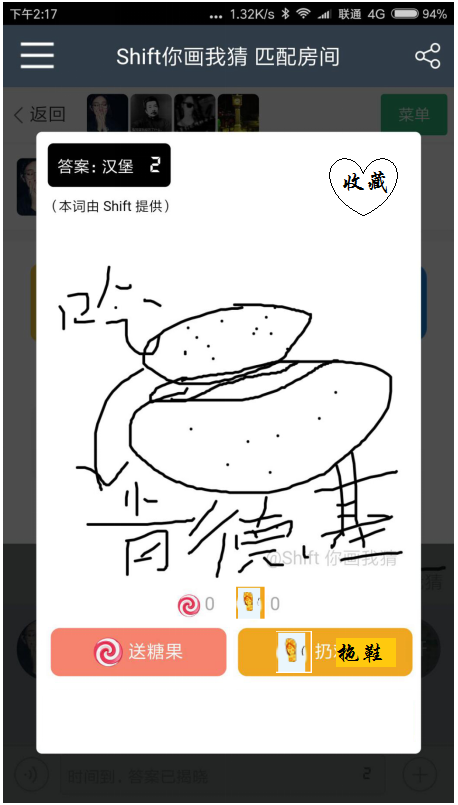 下午2:17 ... 1.32K/s 联通 4G 94%
Shift你画我猜 匹配房间
返回 菜单
答案: 汉堡 2
收藏
（本词由 Shift 提供）
@Shift 你画我猜
0 0
送糖果 扔 拖鞋
时间到，答案已揭晓 2